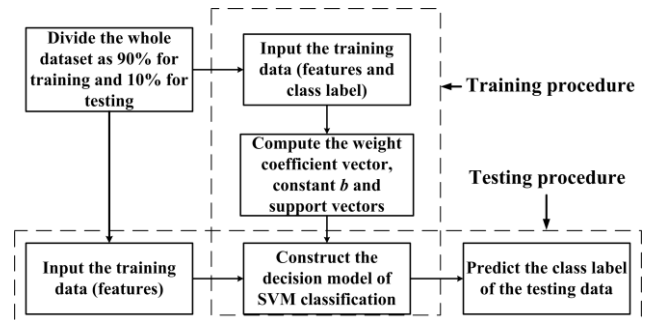 Divide the whole
dataset as 90% for
training and 10% for
testing
Input the training
data (features and
class label)
Training procedure
Compute the weight
coefficient vector,
constant b and
support vectors
Testing procedure
Input the training
data (features)
Construct the
decision model of
SVM classification
Predict the class label
of the testing data